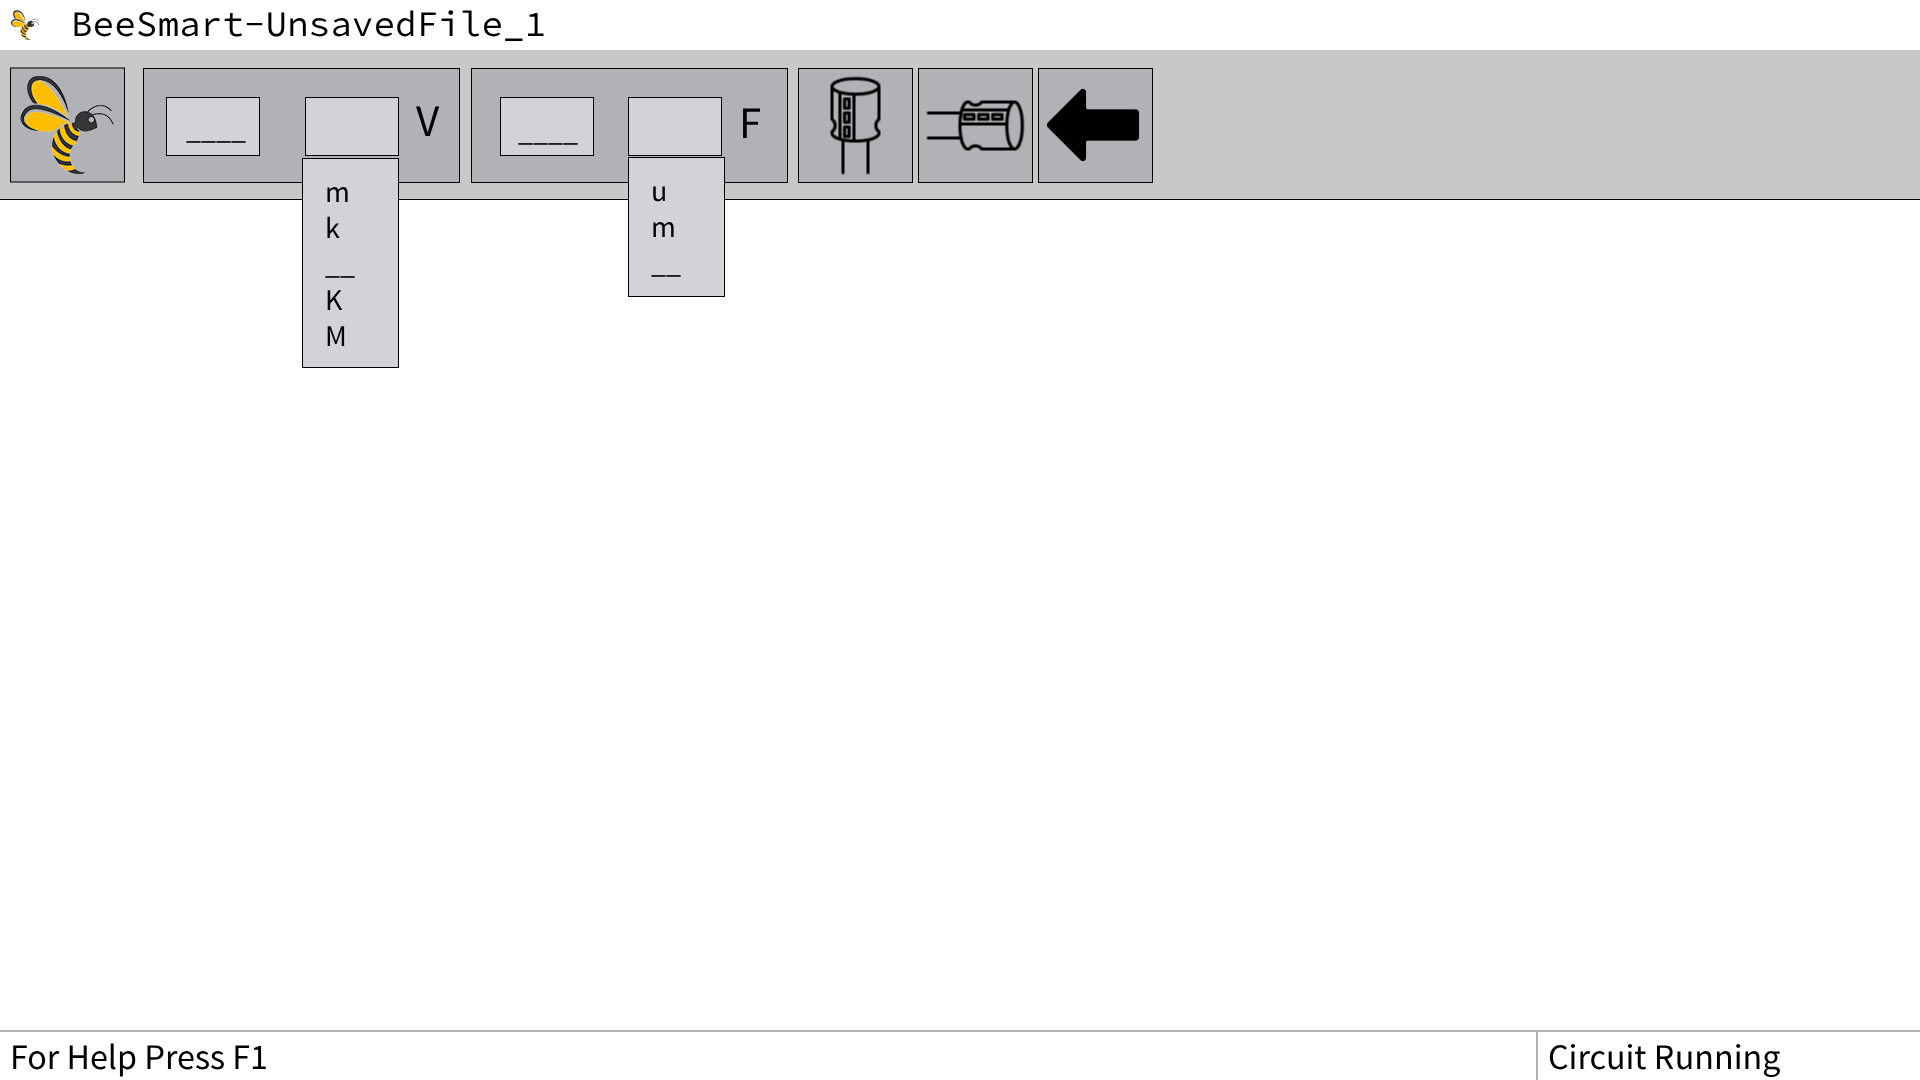 BeeSmart-UnsavedFile_1
____ V ____ F
m
k
__
K
M
u
m
__
For Help Press F1
Circuit Running